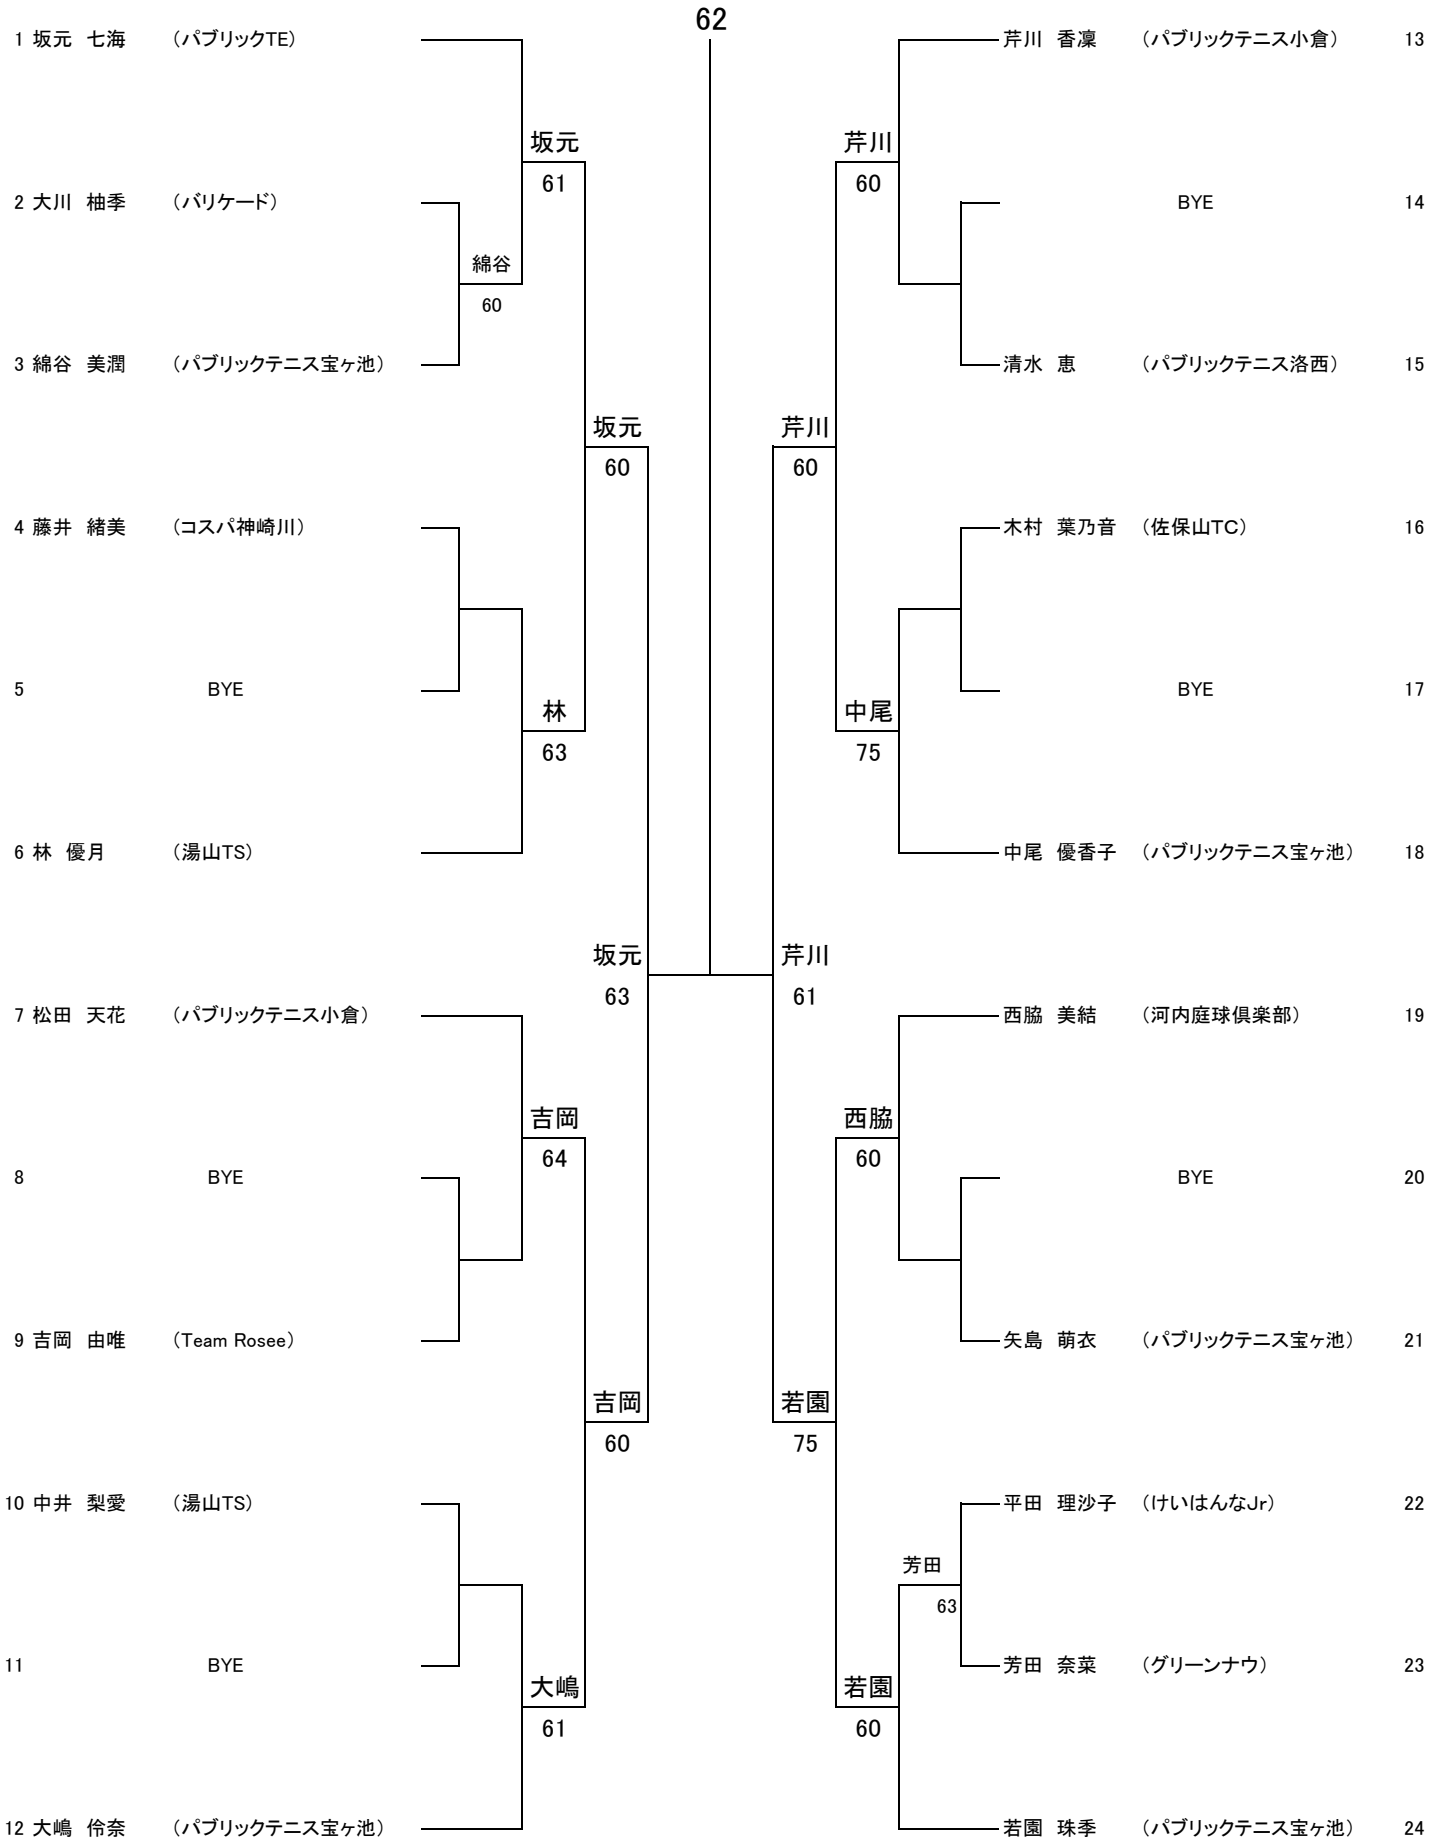 62
1 坂元　七海 （パブリックTE）
芹川　香凜 （パブリックテニス小倉） 13
坂元
61
芹川
60
2 大川　柚季 （バリケード）
BYE 14
綿谷
60
3 綿谷　美潤 （パブリックテニス宝ヶ池）
清水　恵 （パブリックテニス洛西） 15
坂元
60
芹川
60
4 藤井　緒美 （コスパ神崎川）
木村　葉乃音 （佐保山TC） 16
5 BYE
BYE 17
林
63
中尾
75
6 林　優月 （湯山TS）
中尾　優香子 （パブリックテニス宝ヶ池） 18
坂元
63
芹川
61
7 松田　天花 （パブリックテニス小倉）
西脇　美結 （河内庭球倶楽部） 19
吉岡
64
西脇
60
8 BYE
BYE 20
9 吉岡　由唯 （Team Rosee）
矢島　萌衣 （パブリックテニス宝ヶ池） 21
吉岡
60
若園
75
10 中井　梨愛 （湯山TS）
平田　理沙子 （けいはんなJr） 22
芳田
63
11 BYE
芳田　奈菜 （グリーンナウ） 23
大嶋
61
若園
60
12 大嶋　伶奈 （パブリックテニス宝ヶ池）
若園　珠季 （パブリックテニス宝ヶ池） 24